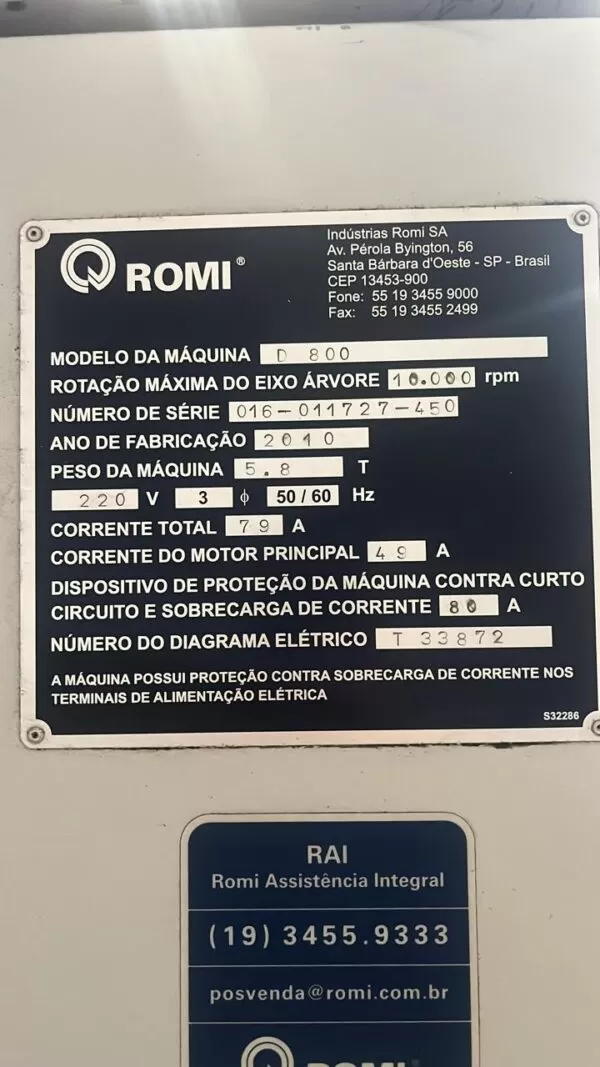 ROMI®
Indústrias Romi SA
Av. Pérola Byington, 56
Santa Bárbara d'Oeste - SP - Brasil
CEP 13453-900
Fone: 55 19 3455 9000
Fax: 55 19 3455 2499
MODELO DA MÁQUINA D 800
ROTAÇÃO MÁXIMA DO EIXO ÁRVORE 10.000 rpm
NÚMERO DE SÉRIE 016-011727-450
ANO DE FABRICAÇÃO 2010
PESO DA MÁQUINA 5.8 T
220 V 3 ϕ 50 / 60 Hz
CORRENTE TOTAL 79 A
CORRENTE DO MOTOR PRINCIPAL 49 A
DISPOSITIVO DE PROTEÇÃO DA MÁQUINA CONTRA CURTO
CIRCUITO E SOBRECARGA DE CORRENTE 80 A
NÚMERO DO DIAGRAMA ELÉTRICO T 33872
A MÁQUINA POSSUI PROTEÇÃO CONTRA SOBRECARGA DE CORRENTE NOS
TERMINAIS DE ALIMENTAÇÃO ELÉTRICA
S32286
RAI
Romi Assistência Integral
(19) 3455.9333
posvenda@romi.com.br
ROMI